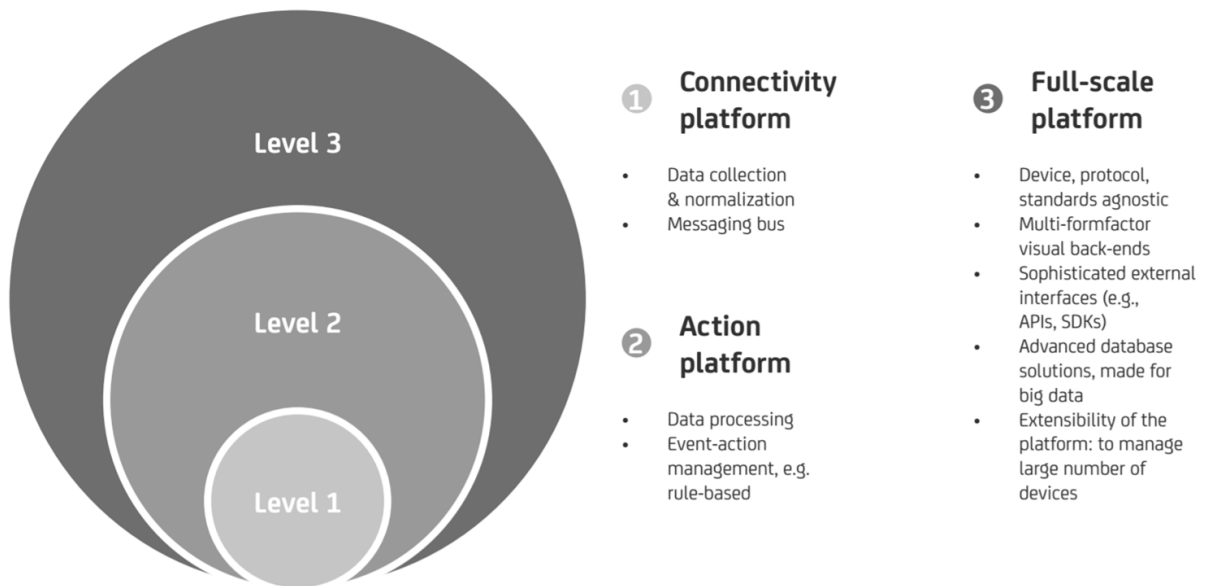 Level 3
Level 2
Level 1
1 Connectivity
platform
• Data collection
& normalization
• Messaging bus
2 Action
platform
• Data processing
• Event-action
management, e.g.
rule-based
3 Full-scale
platform
• Device, protocol,
standards agnostic
• Multi-formfactor
visual back-ends
• Sophisticated external
interfaces (e.g.,
APIs, SDKs)
• Advanced database
solutions, made for
big data
• Extensibility of the
platform: to manage
large number of
devices